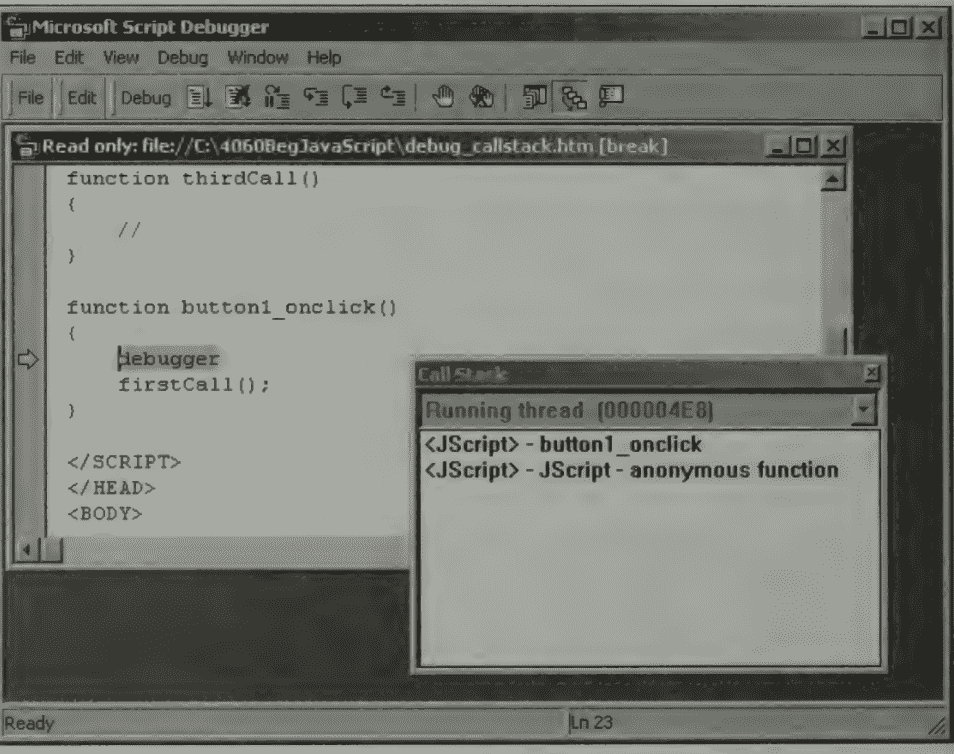 Microsoft Script Debugger
File Edit View Debug Window Help
File Edit Debug
Read only: file://C:\4060BegJavaScript\debug_callstack.htm [break]
function thirdCall()
{
//
}
function button1_onclick()
{
debugger
firstCall();
}
</SCRIPT>
</HEAD>
<BODY>
Call Stack
Running thread (000004E8)
<JScript> - button1_onclick
<JScript> - JScript - anonymous function
Ready
Ln 23